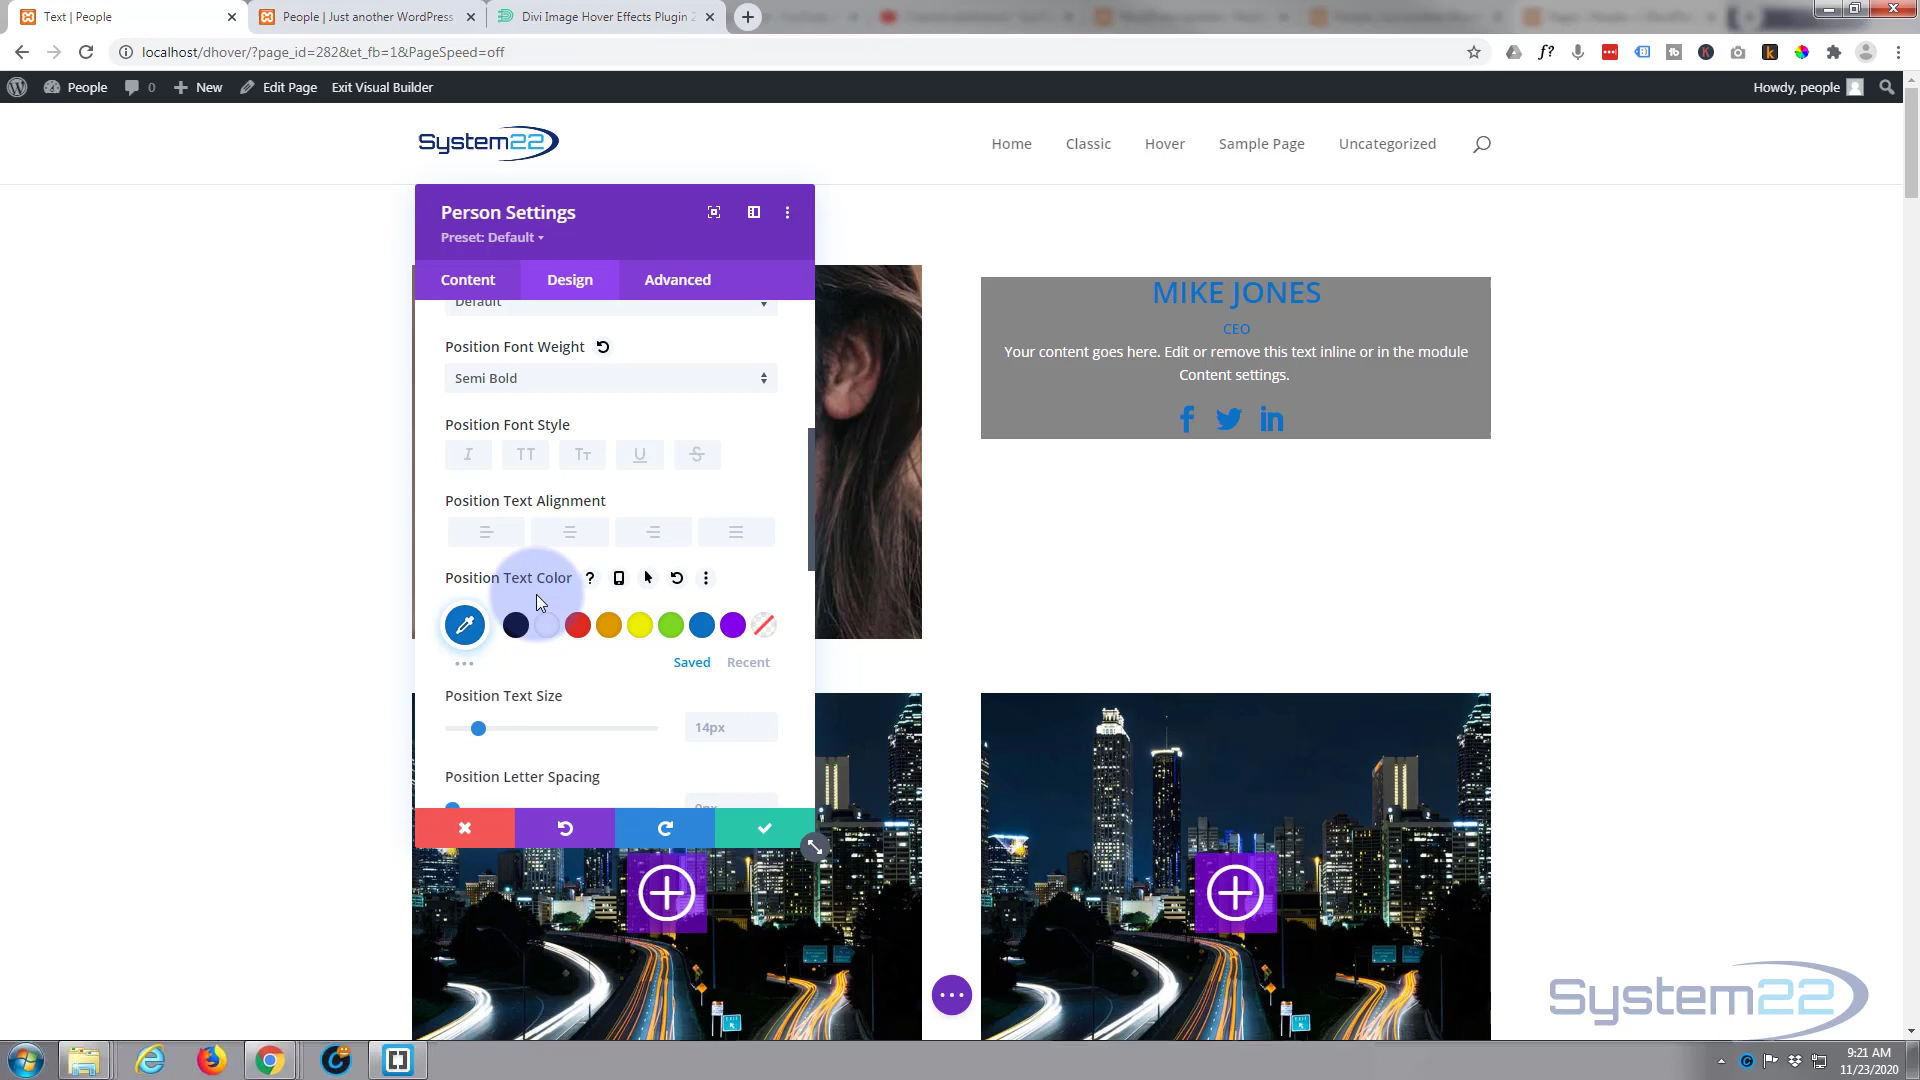 Text | People
People | Just another WordPress
Divi Image Hover Effects Plugin 2
localhost/dhover/?page_id=282&et_fb=1&PageSpeed=off
People 0 New Edit Page Exit Visual Builder Howdy, people
System22
Home Classic Hover Sample Page Uncategorized
Person Settings
Preset: Default
Content Design Advanced
Default
Position Font Weight
Semi Bold
Position Font Style
I TT Tт U S
Position Text Alignment
Position Text Color ?
Saved Recent
Position Text Size
14px
Position Letter Spacing
0px
MIKE JONES
CEO
Your content goes here. Edit or remove this text inline or in the module
Content settings.
System22
9:21 AM
11/23/2020